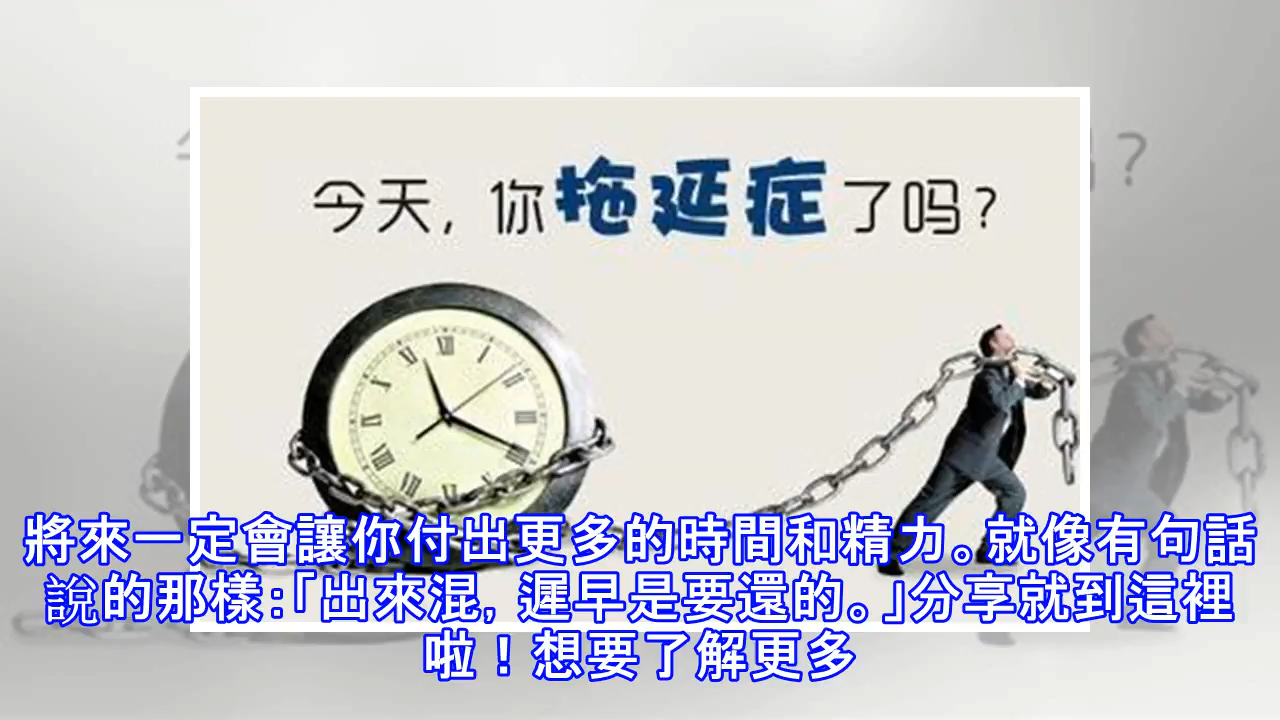 今天,你拖延症了吗?
將來一定會讓你付出更多的時間和精力。就像有句話
說的那樣:「出來混,遲早是要還的。」分享就到這裡
啦！想要了解更多